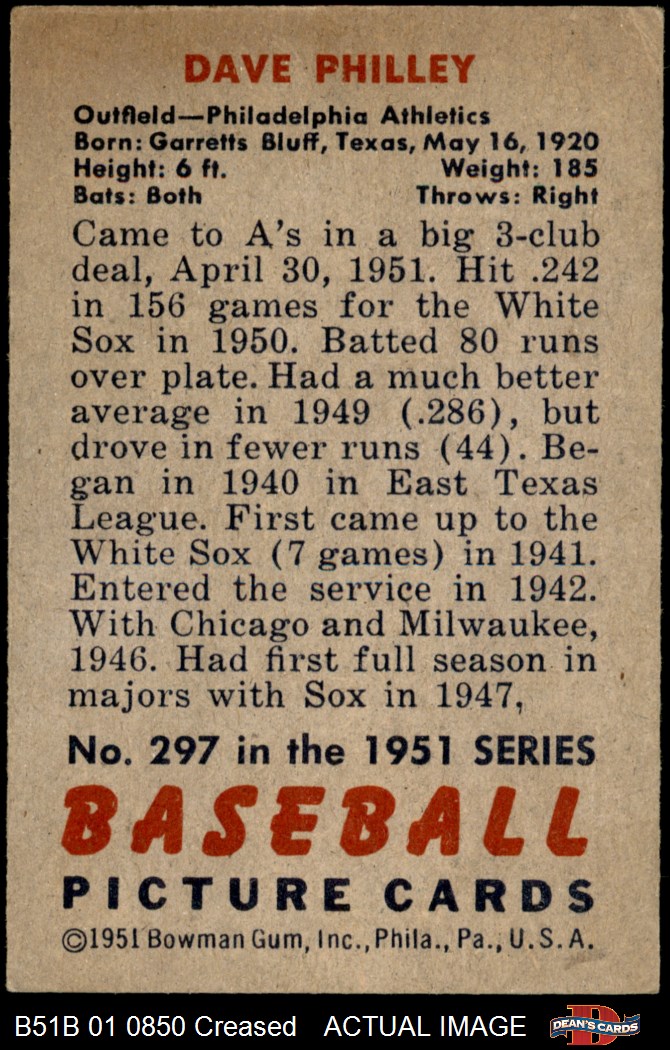 DAVE PHILLEY
Outfield—Philadelphia Athletics
Born: Garretts Bluff, Texas, May 16, 1920
Height: 6 ft. Weight: 185
Bats: Both Throws: Right
Came to A's in a big 3-club
deal, April 30, 1951. Hit .242
in 156 games for the White
Sox in 1950. Batted 80 runs
over plate. Had a much better
average in 1949 (.286), but
drove in fewer runs (44). Be-
gan in 1940 in East Texas
League. First came up to the
White Sox (7 games) in 1941.
Entered the service in 1942.
With Chicago and Milwaukee,
1946. Had first full season in
majors with Sox in 1947,
No. 297 in the 1951 SERIES
BASEBALL
PICTURE CARDS
©1951 Bowman Gum, Inc., Phila., Pa., U.S.A.
B51B 01 0850 Creased ACTUAL IMAGE
D
DEAN'S CARDS